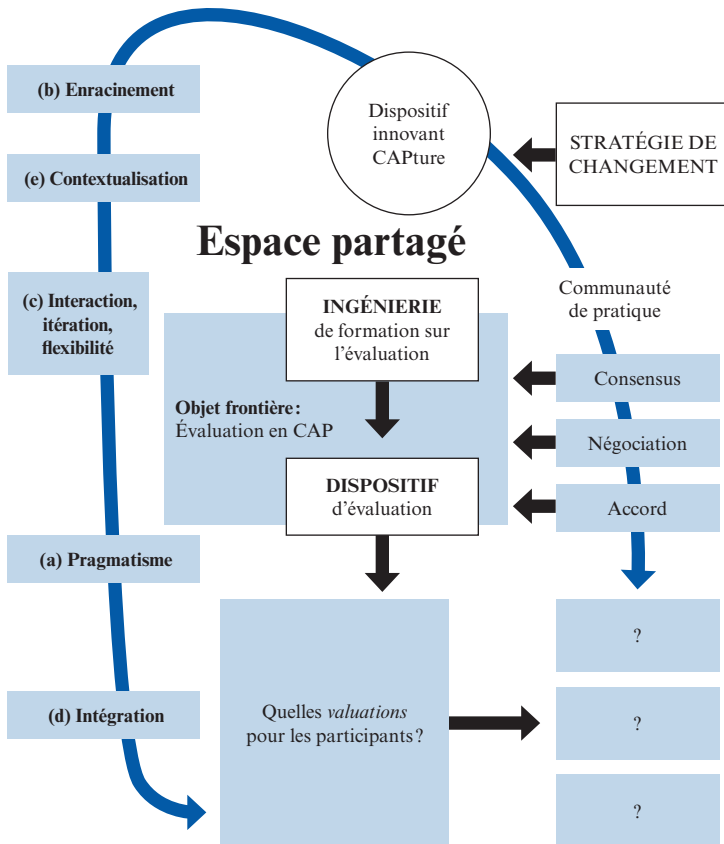 (b) Enracinement
(e) Contextualisation
(c) Interaction,
itération,
flexibilité
(a) Pragmatisme
(d) Intégration
Dispositif
innovant
CAPture
STRATÉGIE DE
CHANGEMENT
Espace partagé
INGÉNIERIE
de formation sur
l’évaluation
Objet frontière :
Évaluation en CAP
DISPOSITIF
d’évaluation
Communauté
de pratique
Consensus
Négociation
Accord
Quelles valuations
pour les participants ?
?
?
?